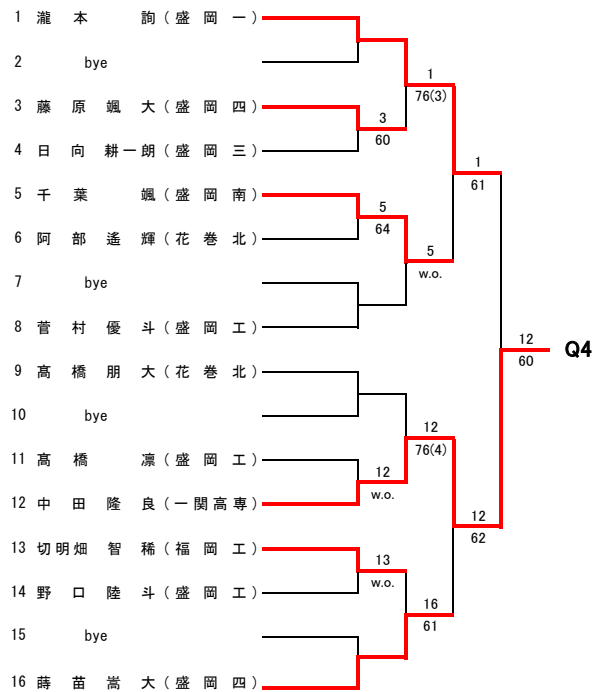 1 瀧本 詢(盛岡一)
2 bye
1
76(3)
3 藤原颯大(盛岡四)
3
60
4 日向耕一朗(盛岡三)
1
61
5 千葉 颯(盛岡南)
5
64
6 阿部遙輝(花巻北)
5
w.o.
7 bye
8 菅村優斗(盛岡工)
12
60
Q4
9 髙橋朋大(花巻北)
10 bye
12
76(4)
11 髙橋 凛(盛岡工)
12
w.o.
12 中田隆良(一関高専)
12
62
13 切明畑智稀(福岡工)
13
w.o.
14 野口陸斗(盛岡工)
16
61
15 bye
16 蒔苗嵩大(盛岡四)